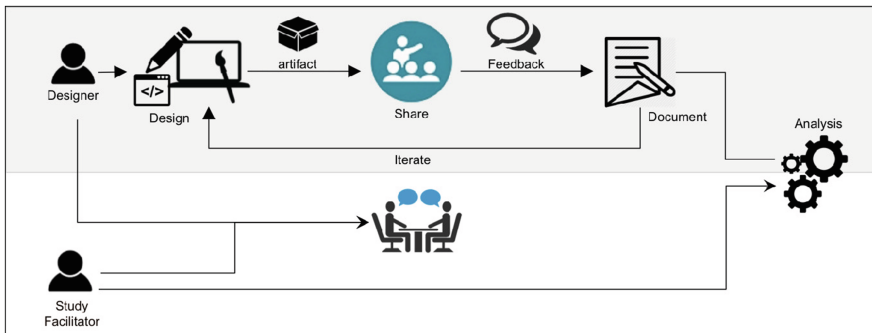 artifact
Feedback
Designer
</>
Design
Share
Document
Analysis
Iterate
Study
Facilitator